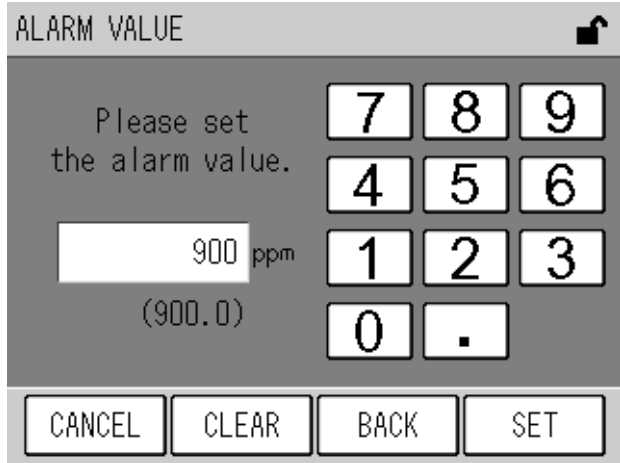 ALARM VALUE
Please set
the alarm value.
900 ppm
(900.0)
7 8 9
4 5 6
1 2 3
0 .
CANCEL CLEAR BACK SET